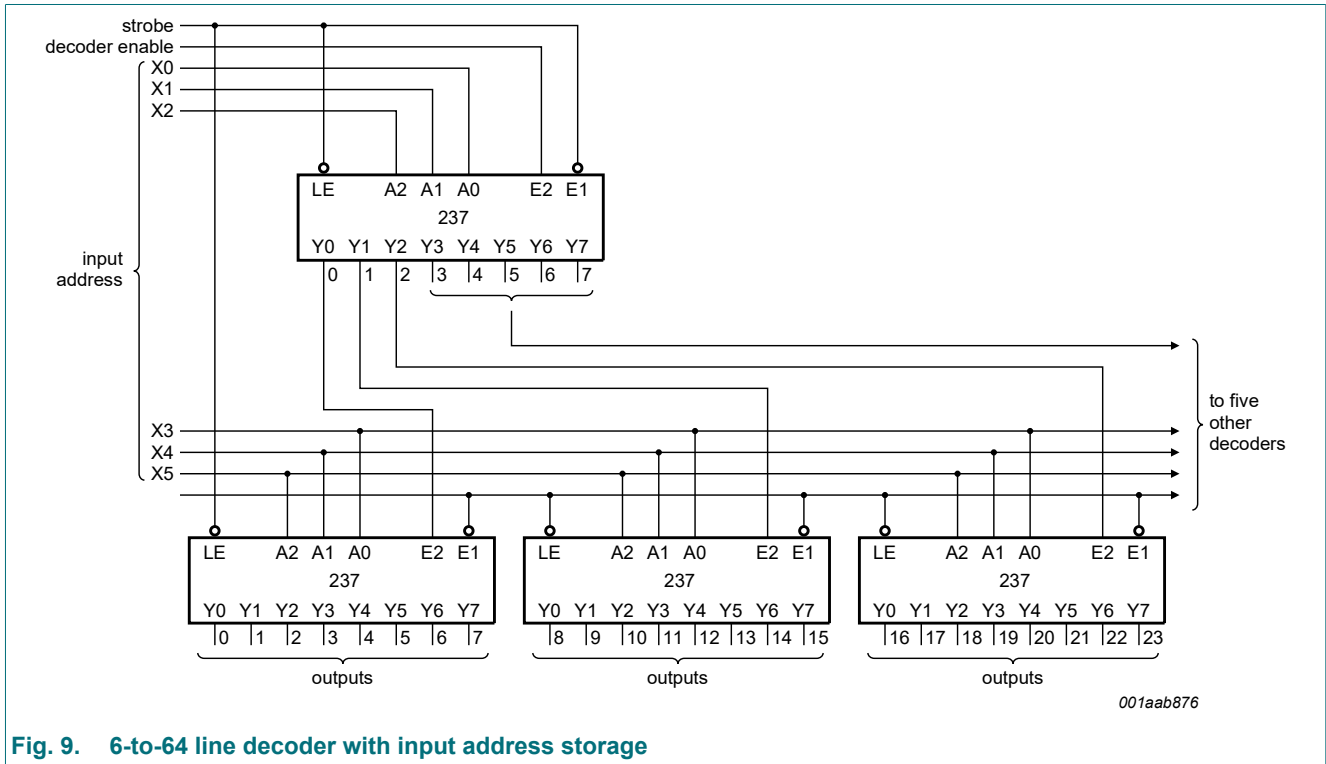 strobe
decoder enable
X0
X1
X2
LE A2 A1 A0 E2 E1
237
Y0 Y1 Y2 Y3 Y4 Y5 Y6 Y7
0 1 2 3 4 5 6 7
input
address
to five
other
decoders
X3
X4
X5
LE A2 A1 A0 E2 E1
237
Y0 Y1 Y2 Y3 Y4 Y5 Y6 Y7
0 1 2 3 4 5 6 7
outputs
LE A2 A1 A0 E2 E1
237
Y0 Y1 Y2 Y3 Y4 Y5 Y6 Y7
8 9 10 11 12 13 14 15
outputs
LE A2 A1 A0 E2 E1
237
Y0 Y1 Y2 Y3 Y4 Y5 Y6 Y7
16 17 18 19 20 21 22 23
outputs
001aab876
Fig. 9. 6-to-64 line decoder with input address storage